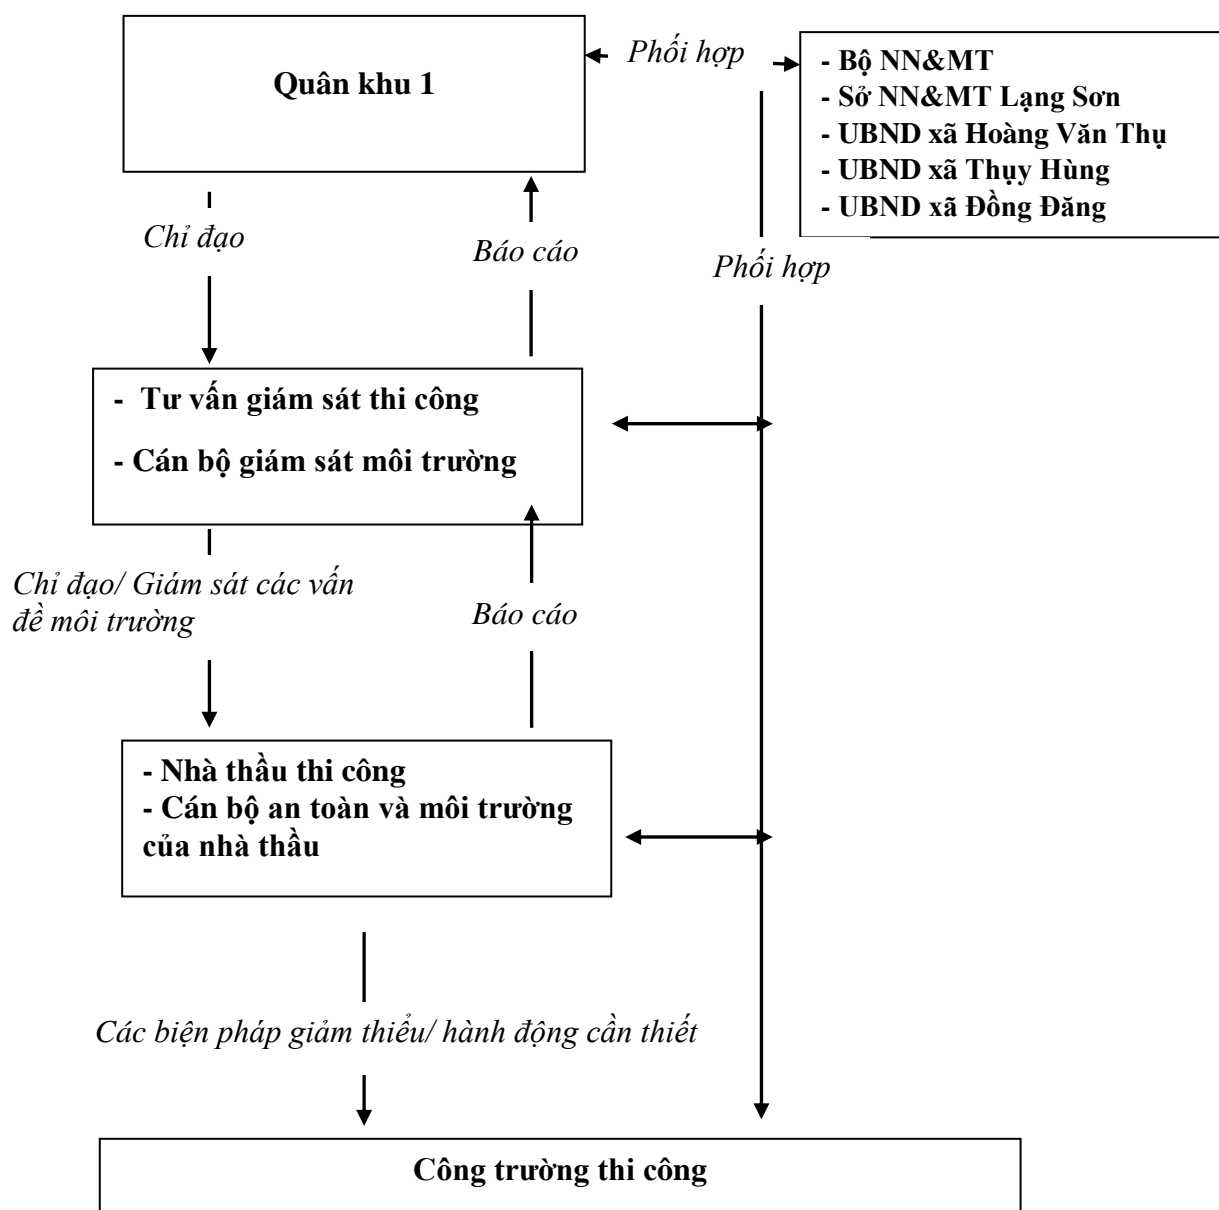 Quân khu 1
Phối hợp
- Bộ NN&MT
- Sở NN&MT Lạng Sơn
- UBND xã Hoàng Văn Thụ
- UBND xã Thụy Hùng
- UBND xã Đồng Đăng
Chỉ đạo
Báo cáo
Phối hợp
- Tư vấn giám sát thi công
- Cán bộ giám sát môi trường
Chỉ đạo/ Giám sát các vấn
đề môi trường
Báo cáo
- Nhà thầu thi công
- Cán bộ an toàn và môi trường
của nhà thầu
Các biện pháp giảm thiểu/ hành động cần thiết
Công trường thi công